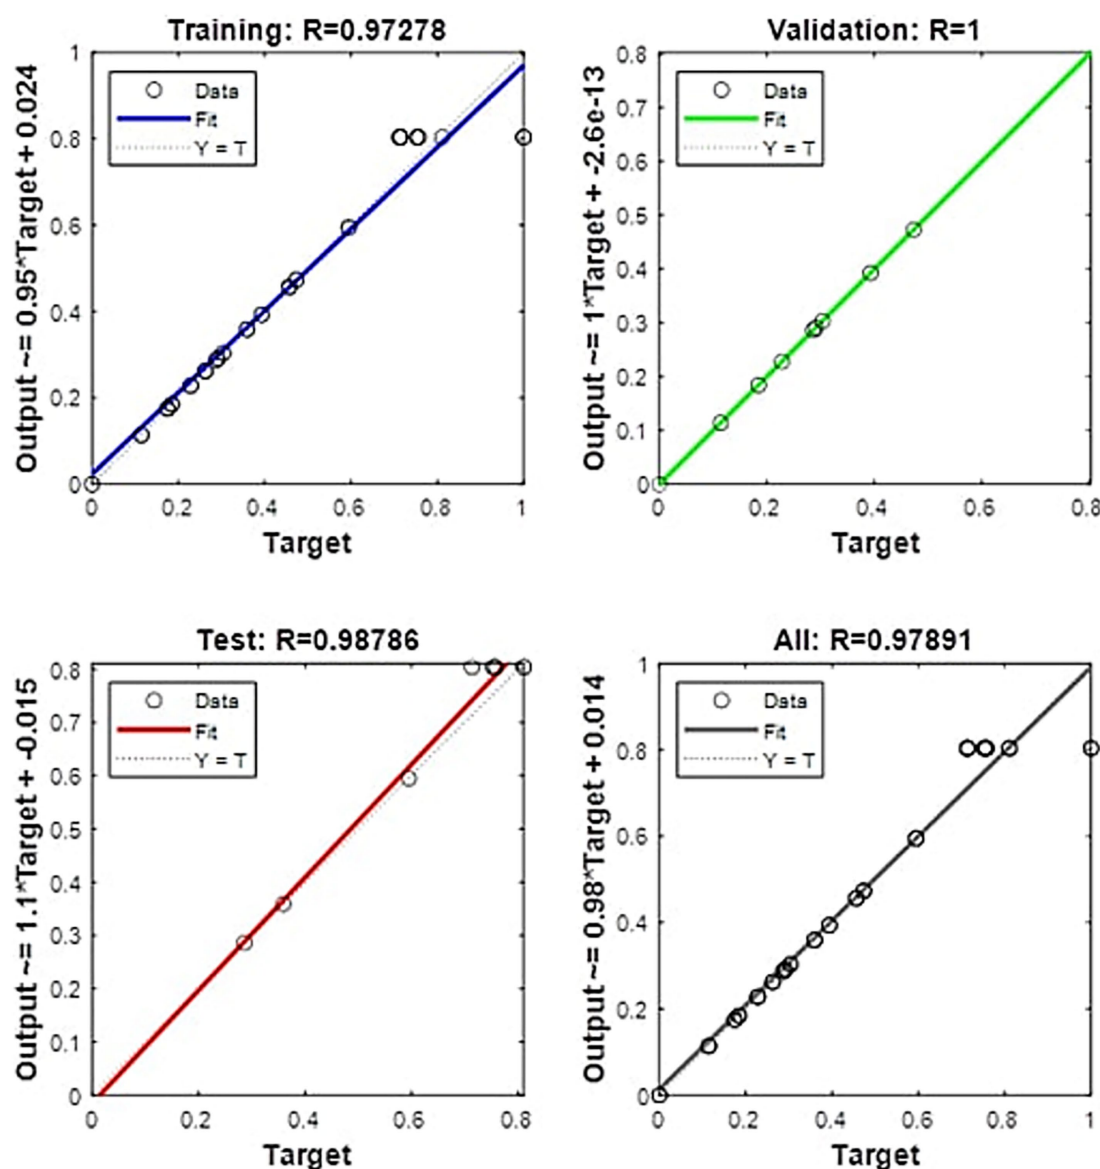 Training: R=0.97278
Output ~= 0.95*Target + 0.024
1
0.8
0.6
0.4
0.2
0
Data
Fit
Y = T
0 0.2 0.4 0.6 0.8 1
Target
Validation: R=1
Output ~= 1*Target + -2.6e-13
0.8
0.7
0.6
0.5
0.4
0.3
0.2
0.1
0
Data
Fit
Y = T
0 0.2 0.4 0.6 0.8
Target
Test: R=0.98786
Output ~= 1.1*Target + -0.015
0.8
0.7
0.6
0.5
0.4
0.3
0.2
0.1
0
Data
Fit
Y = T
0 0.2 0.4 0.6 0.8
Target
All: R=0.97891
Output ~= 0.98*Target + 0.014
1
0.8
0.6
0.4
0.2
0
Data
Fit
Y = T
0 0.2 0.4 0.6 0.8 1
Target